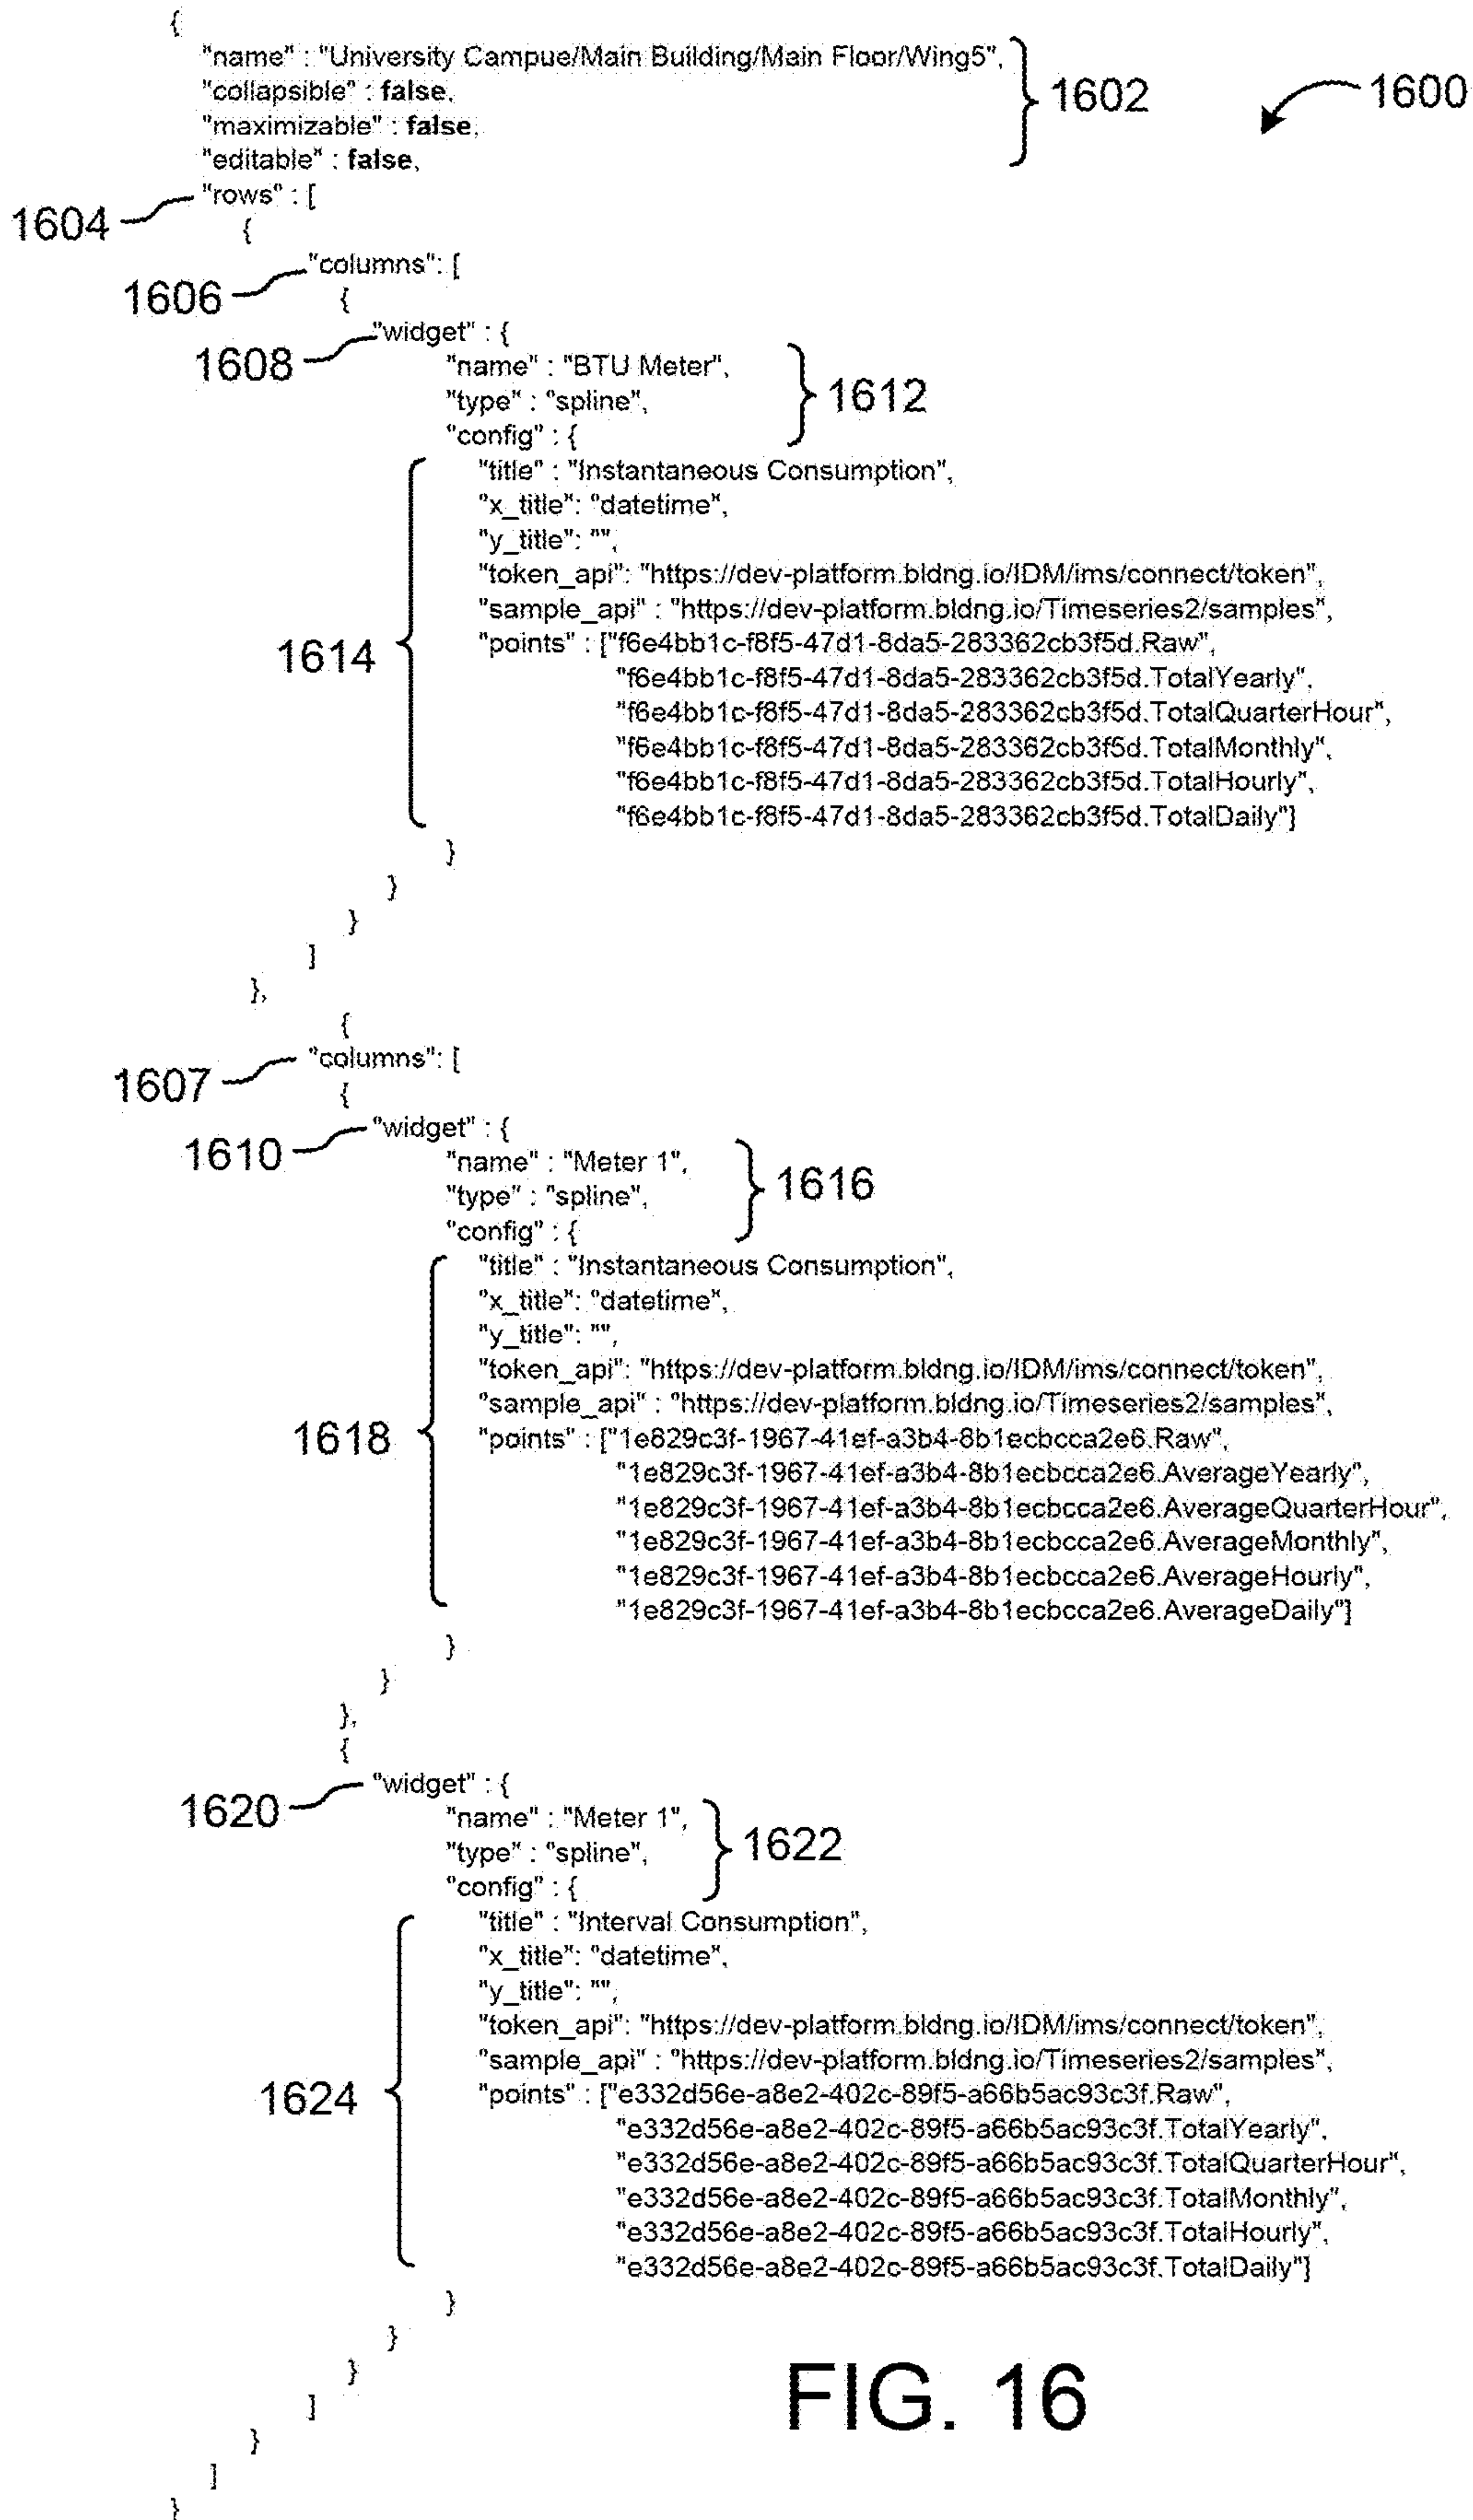 {
"name" : "University Campue/Main Building/Main Floor/Wing5",
"collapsible" : false,
1602
1600
"maximizable" : false,
"editable" : false,
"rows" : [
1604
{
"columns": [
1606
{
"widget" : {
1608
"name" : "BTU Meter",
"type" : "spline",
1612
"config" : {
"title" : "Instantaneous Consumption",
"x_title": "datetime",
"y_title": "",
"token_api": "https://dev-platform.bldng.io/IDM/ims/connect/token",
"sample_api" : "https://dev-platform.bldng.io/Timeseries2/samples",
1614
"points" : ["f6e4bb1c-f8f5-47d1-8da5-283362cb3f5d.Raw",
"f6e4bb1c-f8f5-47d1-8da5-283362cb3f5d.TotalYearly",
"f6e4bb1c-f8f5-47d1-8da5-283362cb3f5d.TotalQuarterHour",
"f6e4bb1c-f8f5-47d1-8da5-283362cb3f5d.TotalMonthly",
"f6e4bb1c-f8f5-47d1-8da5-283362cb3f5d.TotalHourly",
"f6e4bb1c-f8f5-47d1-8da5-283362cb3f5d.TotalDaily"]
}
}
}
]
},
{
"columns": [
1607
{
"widget" : {
1610
"name" : "Meter 1",
"type" : "spline",
1616
"config" : {
"title" : "Instantaneous Consumption",
"x_title": "datetime",
"y_title": "",
"token_api": "https://dev-platform.bldng.io/IDM/ims/connect/token",
"sample_api" : "https://dev-platform.bldng.io/Timeseries2/samples",
1618
"points" : ["1e829c3f-1967-41ef-a3b4-8b1ecbcca2e6.Raw",
"1e829c3f-1967-41ef-a3b4-8b1ecbcca2e6.AverageYearly",
"1e829c3f-1967-41ef-a3b4-8b1ecbcca2e6.AverageQuarterHour",
"1e829c3f-1967-41ef-a3b4-8b1ecbcca2e6.AverageMonthly",
"1e829c3f-1967-41ef-a3b4-8b1ecbcca2e6.AverageHourly",
"1e829c3f-1967-41ef-a3b4-8b1ecbcca2e6.AverageDaily"]
}
}
},
{
"widget" : {
1620
"name" : "Meter 1",
"type" : "spline",
1622
"config" : {
"title" : "Interval Consumption",
"x_title": "datetime",
"y_title": "",
"token_api": "https://dev-platform.bldng.io/IDM/ims/connect/token",
"sample_api" : "https://dev-platform.bldng.io/Timeseries2/samples",
1624
"points" : ["e332d56e-a8e2-402c-89f5-a66b5ac93c3f.Raw",
"e332d56e-a8e2-402c-89f5-a66b5ac93c3f.TotalYearly",
"e332d56e-a8e2-402c-89f5-a66b5ac93c3f.TotalQuarterHour",
"e332d56e-a8e2-402c-89f5-a66b5ac93c3f.TotalMonthly",
"e332d56e-a8e2-402c-89f5-a66b5ac93c3f.TotalHourly",
"e332d56e-a8e2-402c-89f5-a66b5ac93c3f.TotalDaily"]
}
}
}
]
}
]
}
FIG. 16